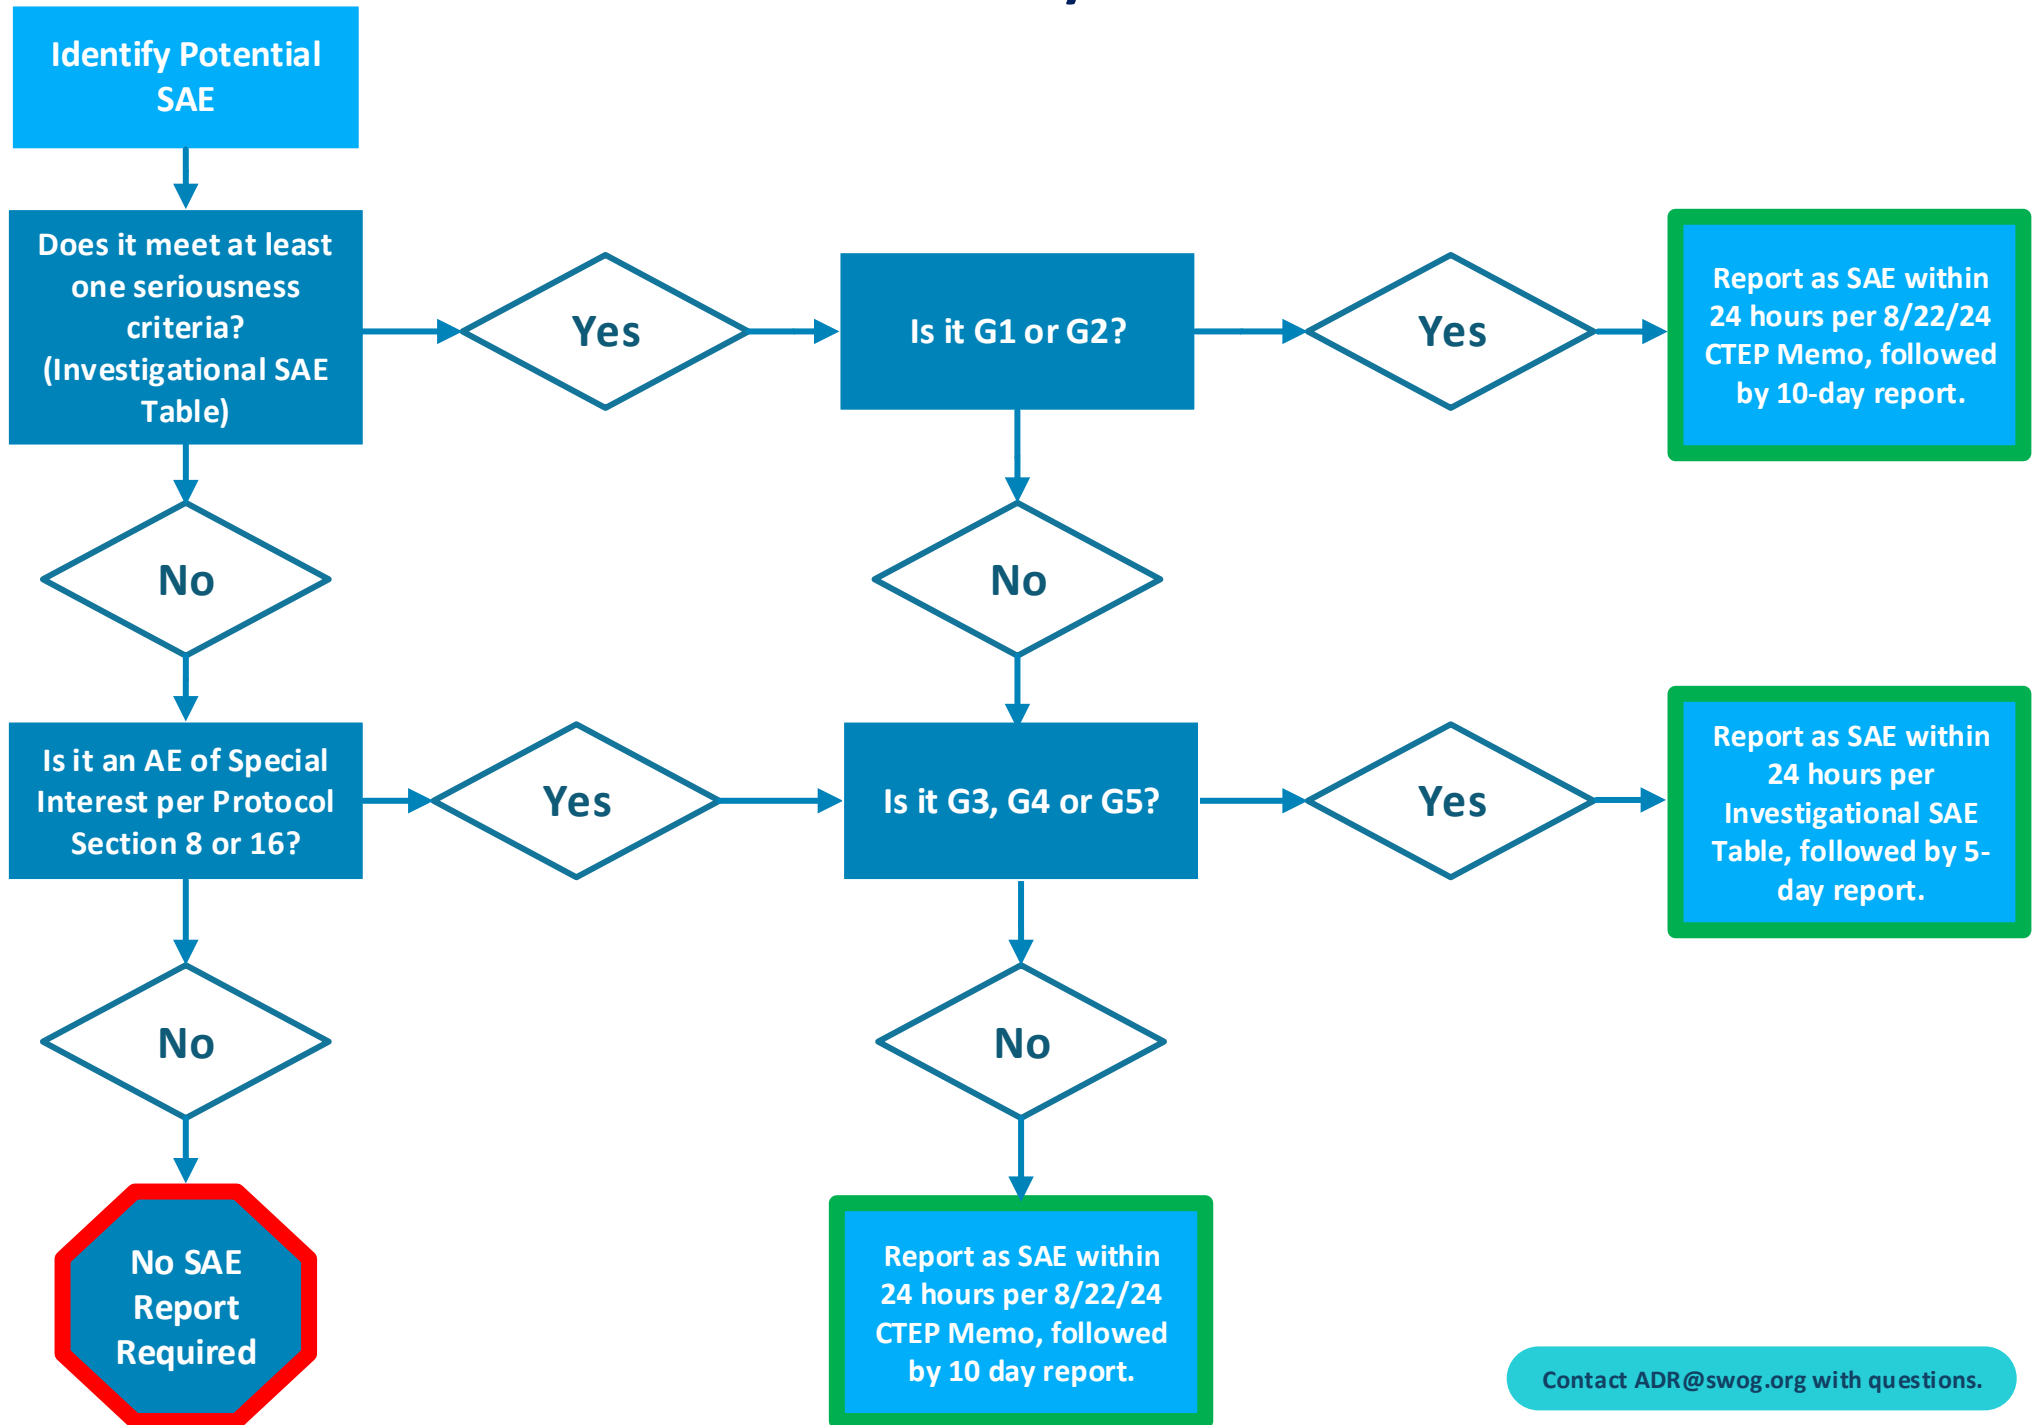 Identify Potential
SAE
Does it meet at least
one seriousness
criteria?
(Investigational SAE
Table)
Yes
Is it G1 or G2?
Yes
Report as SAE within
24 hours per 8/22/24
CTEP Memo, followed
by 10-day report.
No
No
Is it an AE of Special
Interest per Protocol
Section 8 or 16?
Yes
Is it G3, G4 or G5?
Yes
Report as SAE within
24 hours per
Investigational SAE
Table, followed by 5-
day report.
No
No
No SAE
Report
Required
Report as SAE within
24 hours per 8/22/24
CTEP Memo, followed
by 10 day report.
Contact ADR@swog.org with questions.